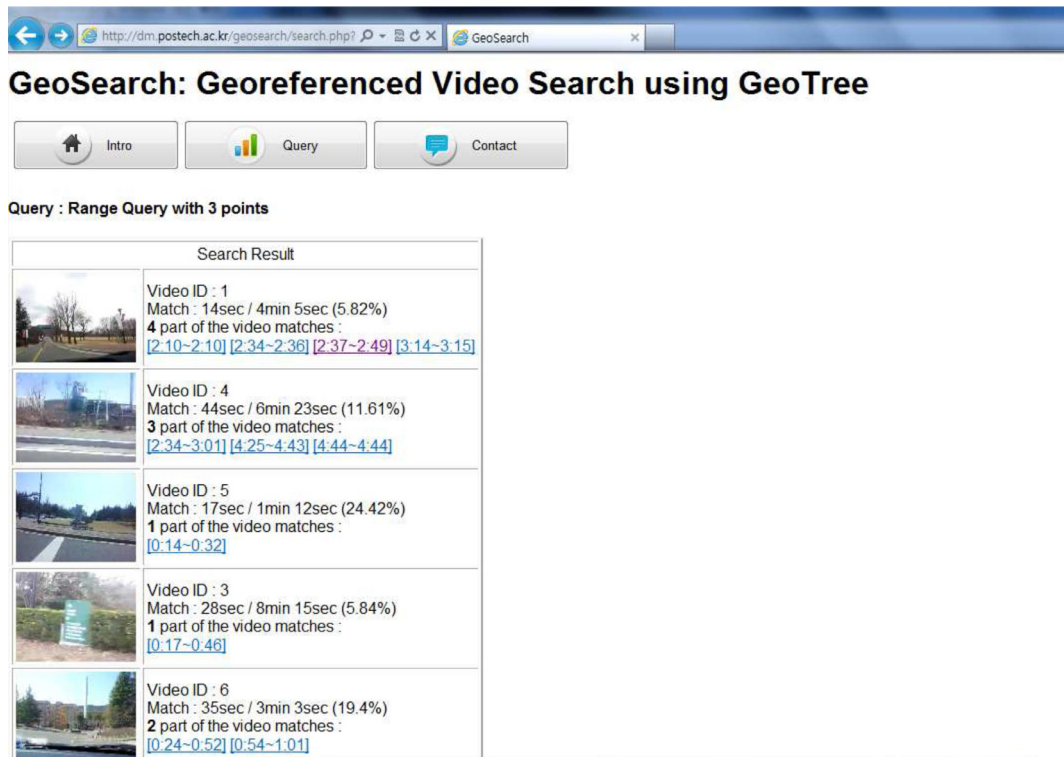 http://dm.postech.ac.kr/geosearch/search.php?
GeoSearch
GeoSearch: Georeferenced Video Search using GeoTree
Intro
Query
Contact
Query : Range Query with 3 points
Search Result
Video ID : 1
Match : 14sec / 4min 5sec (5.82%)
4 part of the video matches :
[2:10~2:10] [2:34~2:36] [2:37~2:49] [3:14~3:15]
Video ID : 4
Match : 44sec / 6min 23sec (11.61%)
3 part of the video matches :
[2:34~3:01] [4:25~4:43] [4:44~4:44]
Video ID : 5
Match : 17sec / 1min 12sec (24.42%)
1 part of the video matches :
[0:14~0:32]
Video ID : 3
Match : 28sec / 8min 15sec (5.84%)
1 part of the video matches :
[0:17~0:46]
Video ID : 6
Match : 35sec / 3min 3sec (19.4%)
2 part of the video matches :
[0:24~0:52] [0:54~1:01]